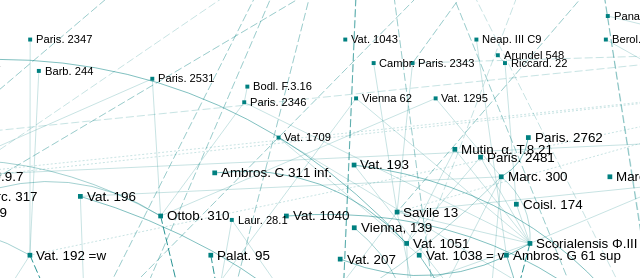 Pana
Paris. 2347
Vat. 1043
Neap. III C9
Berol.
Arundel 548
Barb. 244
Paris. 2343
Riccard. 22
Paris. 2531
Bodl. F.3.16
Vienna 62
Vat. 1295
Paris. 2346
Vat. 1709
Paris. 2762
Mutin. α. T.8.21
Paris. 2481
Vat. 193
.9.7
Ambros. C 311 inf.
Marc. 300
Mar
c. 317
Vat. 196
Coisl. 174
9
Ottob. 310
Laur. 28.1
Vat. 1040
Savile 13
Vienna, 139
Vat. 1051
Scorialensis Φ.III
Vat. 192 =w
Palat. 95
Vat. 207
Vat. 1038 = v
Ambros. G 61 sup